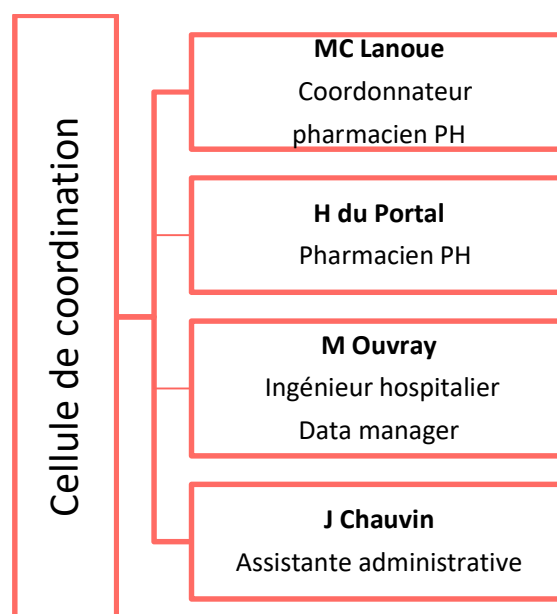 Cellule de coordination
MC Lanoue
Coordonnateur
pharmacien PH
H du Portal
Pharmacien PH
M Ouvray
Ingénieur hospitalier
Data manager
J Chauvin
Assistante administrative